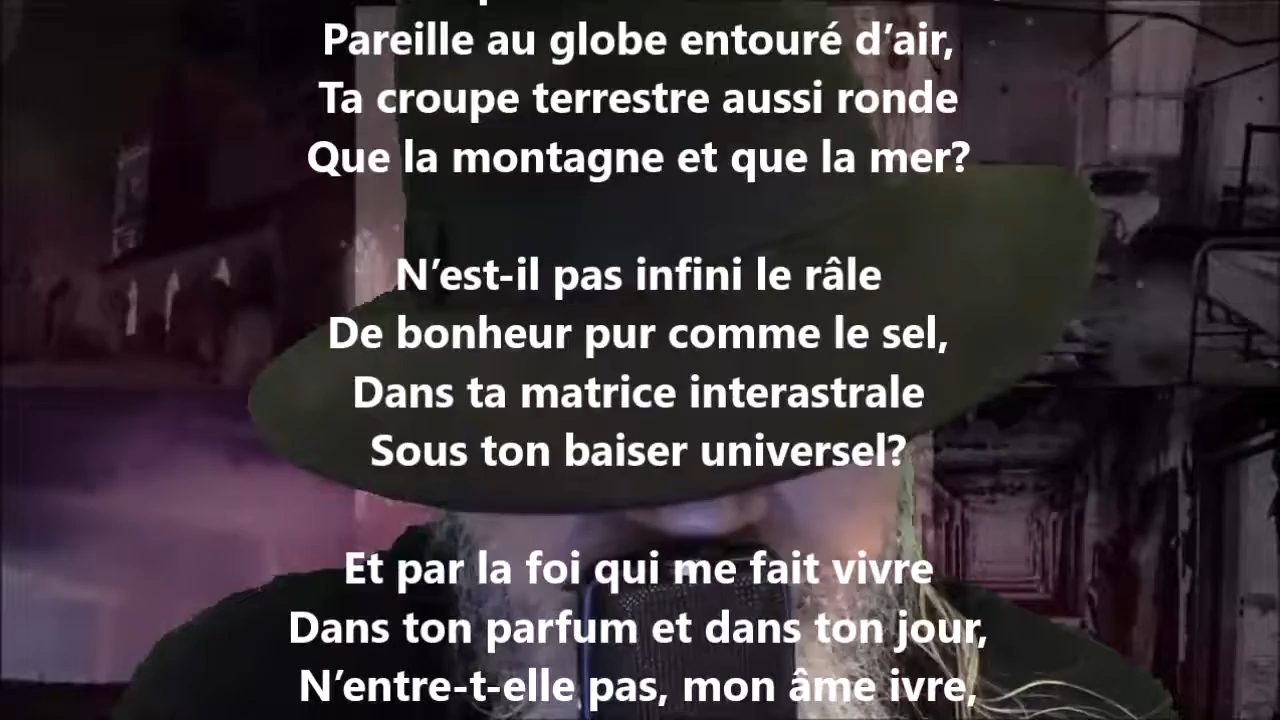 Pareille au globe entouré d’air,
Ta croupe terrestre aussi ronde
Que la montagne et que la mer?
N’est-il pas infini le râle
De bonheur pur comme le sel,
Dans ta matrice interastrale
Sous ton baiser universel?
Et par la foi qui me fait vivre
Dans ton parfum et dans ton jour,
N’entre-t-elle pas, mon âme ivre,